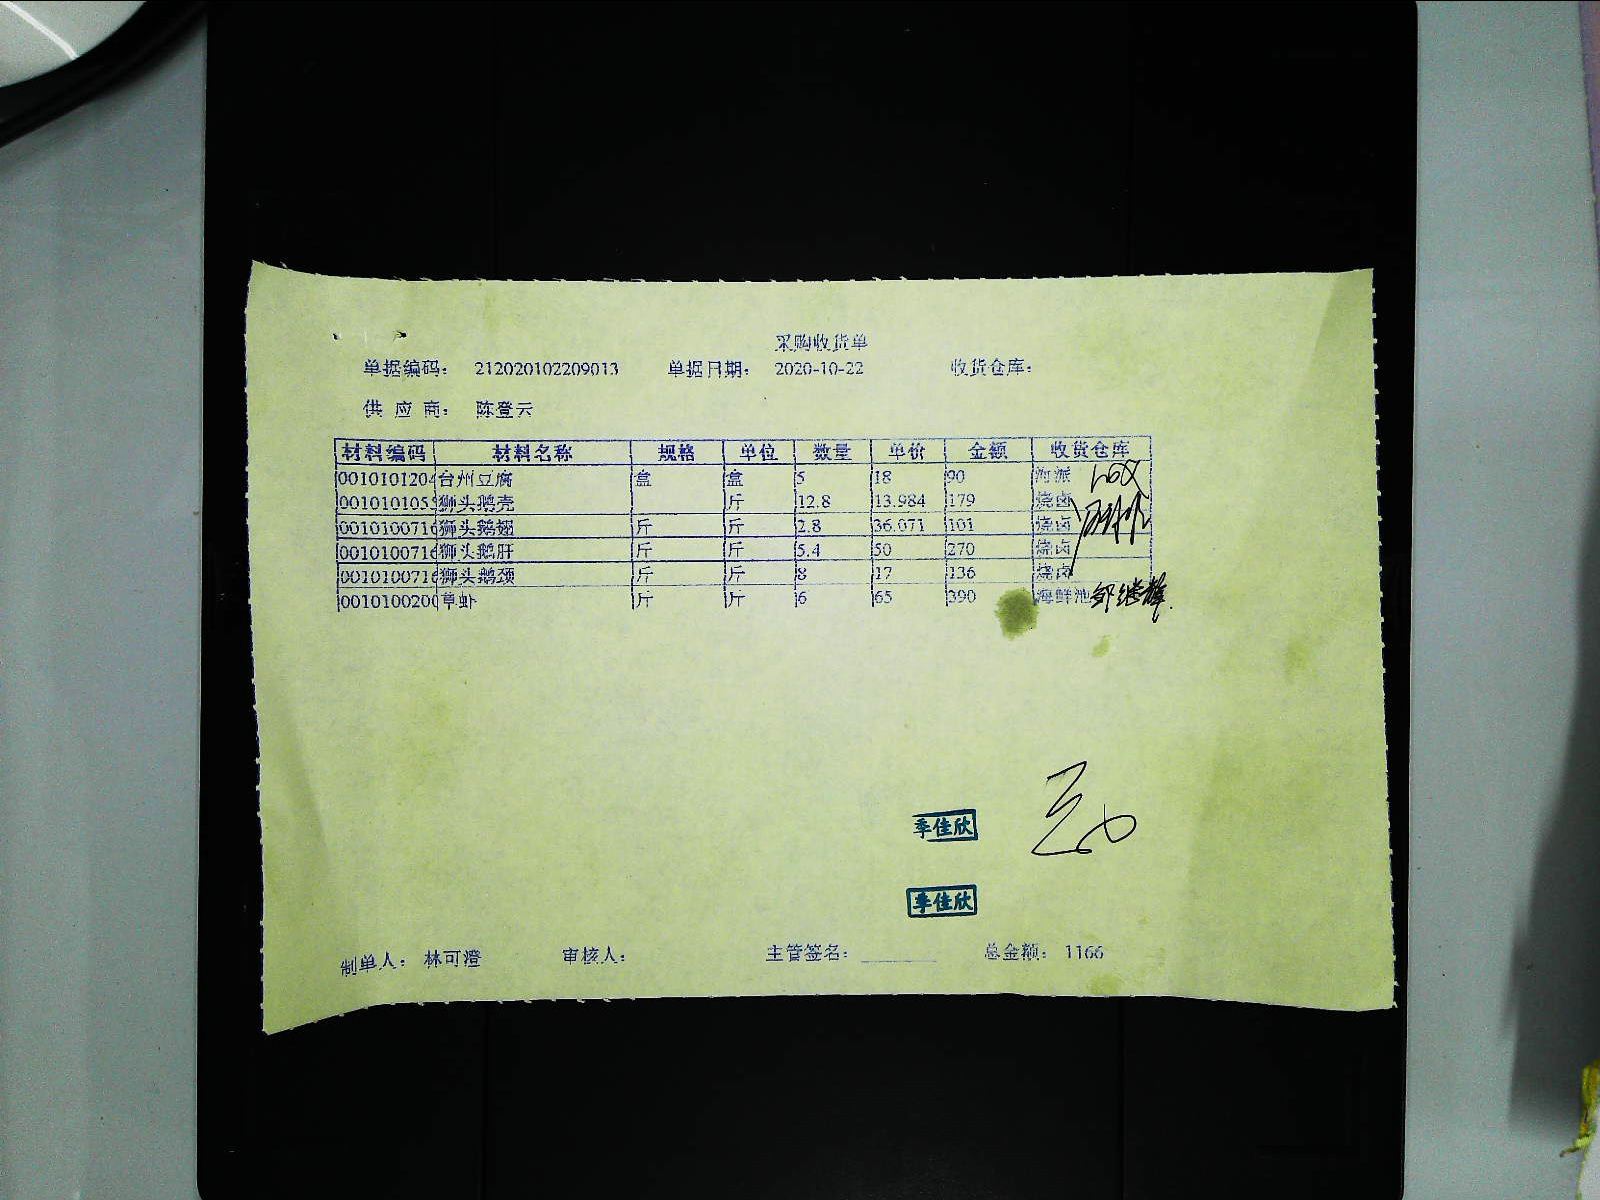 采购收货单
单据编码： 212020102209013 单据日期： 2020-10-22 收货仓库：
供 应 商： 陈登云
材料编码 材料名称 规格 单位 数量 单价 金额 收货仓库
0010101204 台州豆腐 盒 盒 5 18 90 海派
0010101055 狮头鹅壳 斤 12.8 13.984 179 烧卤
0010100716 狮头鹅翅 斤 斤 2.8 36.071 101 烧卤
0010100716 狮头鹅肝 斤 斤 5.4 50 270 烧卤
0010100716 狮头鹅颈 斤 斤 8 17 136 烧卤
0010100200 草虾 斤 斤 6 65 390 海鲜池
季佳欣
季佳欣
制单人： 林可澄 审核人： 主管签名： 总金额： 1166